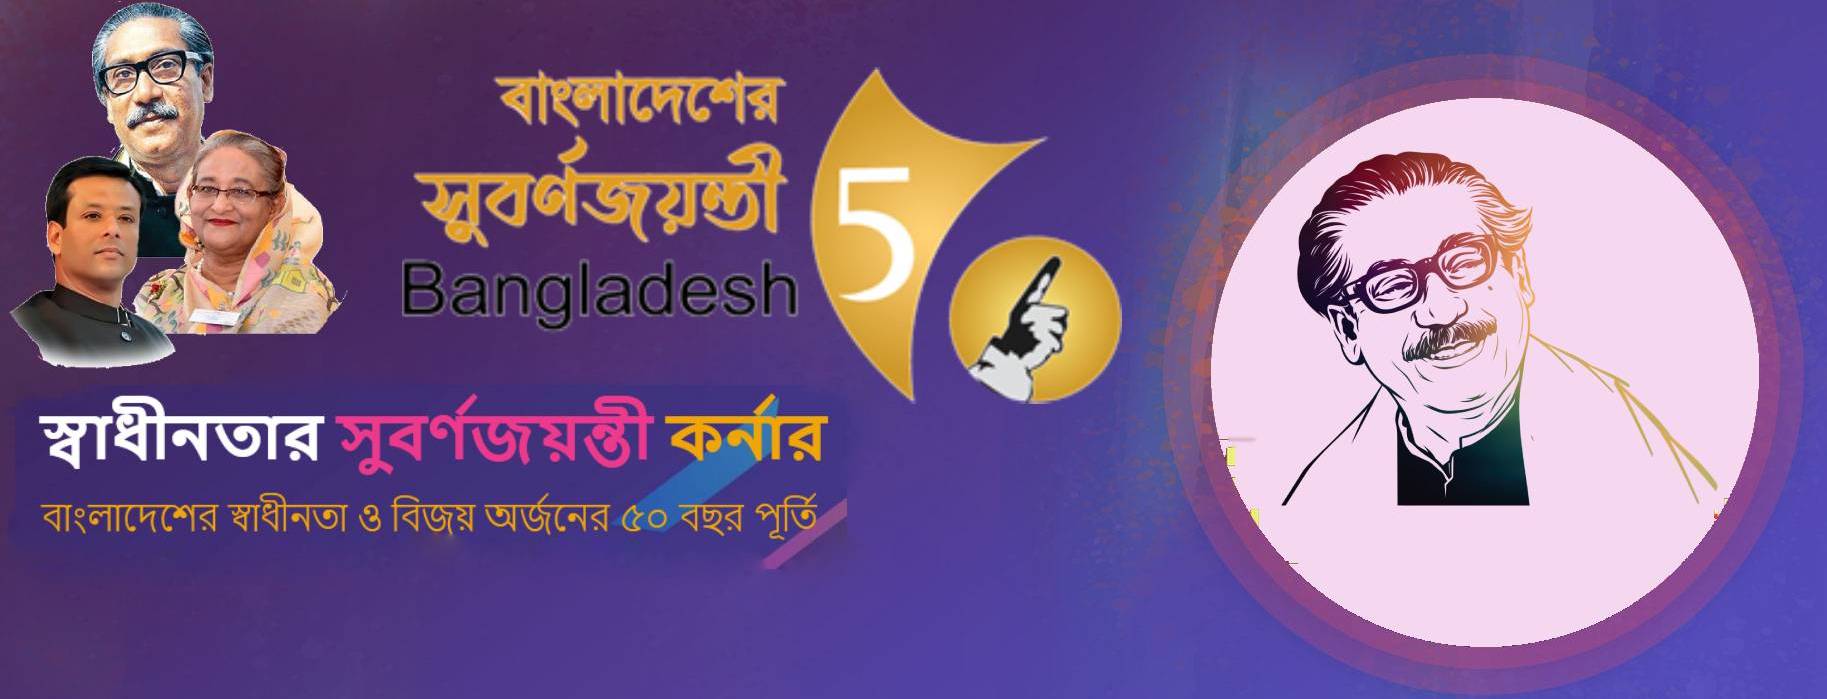 বাংলাদেশের
সুবর্ণজয়ন্তী
Bangladesh
5
স্বাধীনতার সুবর্ণজয়ন্তী কর্নার
বাংলাদেশের স্বাধীনতা ও বিজয় অর্জনের ৫০ বছর পূর্তি